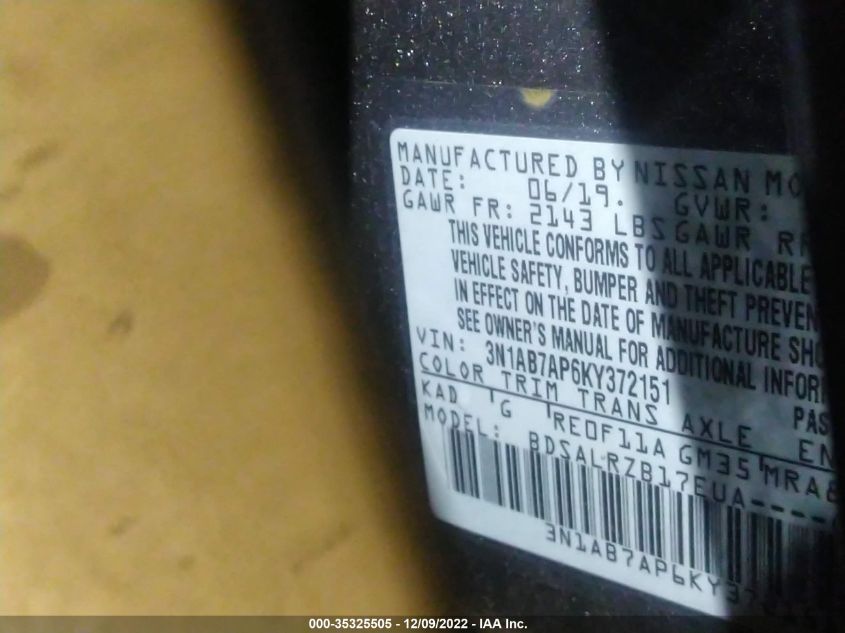 MANUFACTURED BY NISSAN MO
DATE: 06/19. GVWR:
GAWR FR: 2143 LBS GAWR RR
THIS VEHICLE CONFORMS TO ALL APPLICABLE
VEHICLE SAFETY, BUMPER AND THEFT PREVEN
IN EFFECT ON THE DATE OF MANUFACTURE SHO
SEE OWNER'S MANUAL FOR ADDITIONAL INFOR
VIN: 3N1AB7AP6KY372151 PAS
COLOR TRIM TRANS AXLE EN
KAD G RE0F11A GM35 MRA8
MODEL: BDSALRZB17EUA----
3N1AB7AP6KY37
000-35325505 - 12/09/2022 - IAA Inc.